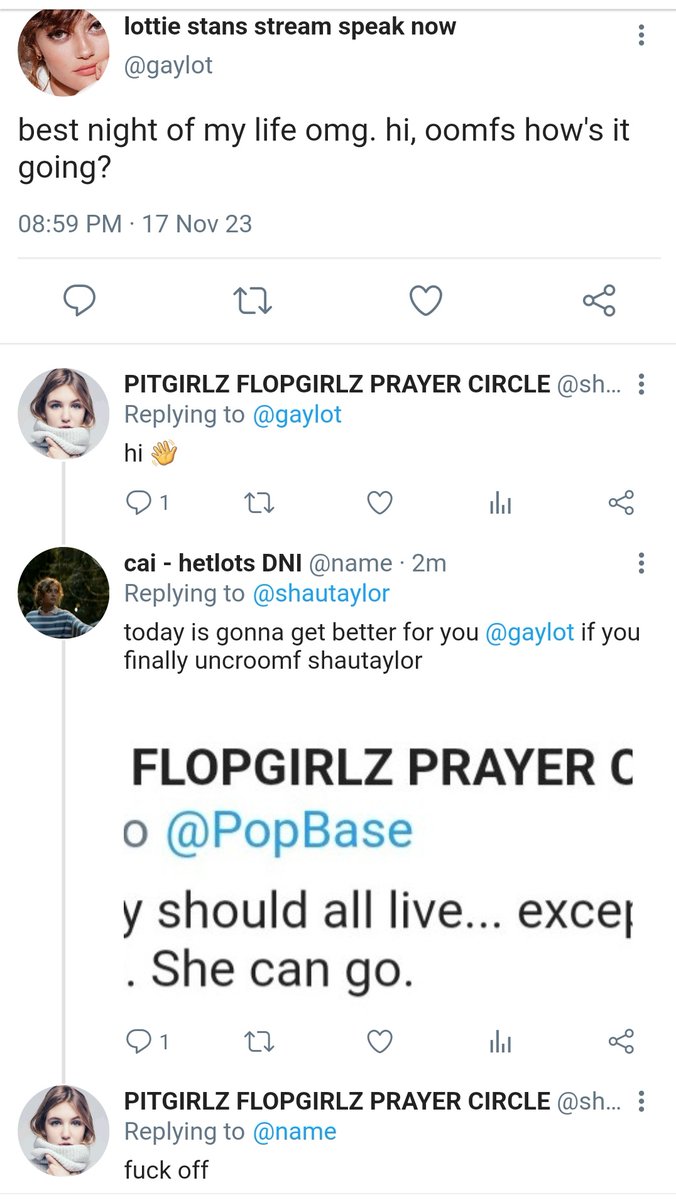 lottie stans stream speak now
@gaylot
best night of my life omg. hi, oomfs how's it
going?
08:59 PM · 17 Nov 23
PITGIRLZ FLOPGIRLZ PRAYER CIRCLE @sh...
Replying to @gaylot
hi 👋
1
cai - hetlots DNI @name · 2m
Replying to @shautaylor
today is gonna get better for you @gaylot if you
finally uncroomf shautaylor
FLOPGIRLZ PRAYER C
o @PopBase
y should all live... excep
. She can go.
1
PITGIRLZ FLOPGIRLZ PRAYER CIRCLE @sh...
Replying to @name
fuck off